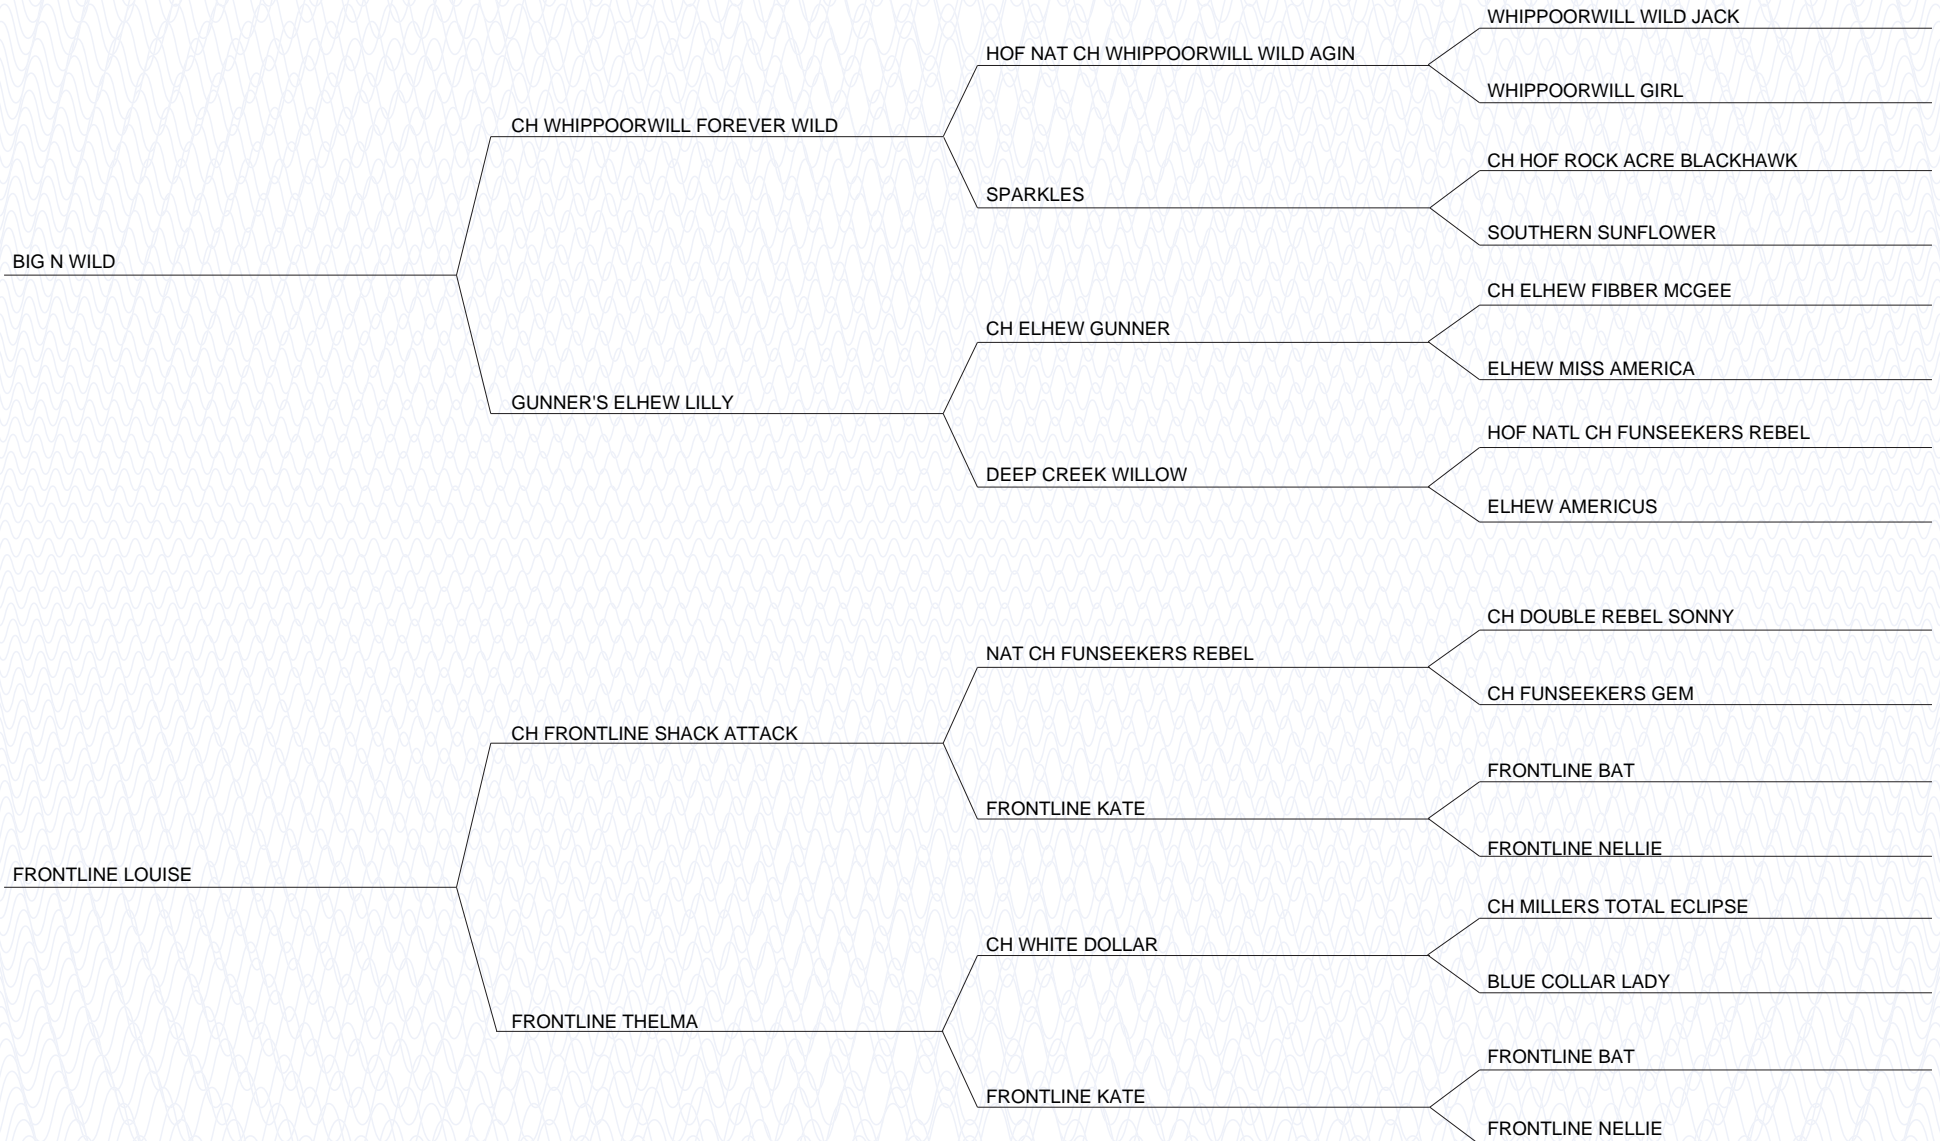 WHIPPOORWILL WILD JACK
HOF NAT CH WHIPPOORWILL WILD AGIN
WHIPPOORWILL GIRL
CH WHIPPOORWILL FOREVER WILD
CH HOF ROCK ACRE BLACKHAWK
SPARKLES
SOUTHERN SUNFLOWER
BIG N WILD
CH ELHEW FIBBER MCGEE
CH ELHEW GUNNER
ELHEW MISS AMERICA
GUNNER'S ELHEW LILLY
HOF NATL CH FUNSEEKERS REBEL
DEEP CREEK WILLOW
ELHEW AMERICUS
CH DOUBLE REBEL SONNY
NAT CH FUNSEEKERS REBEL
CH FUNSEEKERS GEM
CH FRONTLINE SHACK ATTACK
FRONTLINE BAT
FRONTLINE KATE
FRONTLINE NELLIE
FRONTLINE LOUISE
CH MILLERS TOTAL ECLIPSE
CH WHITE DOLLAR
BLUE COLLAR LADY
FRONTLINE THELMA
FRONTLINE BAT
FRONTLINE KATE
FRONTLINE NELLIE